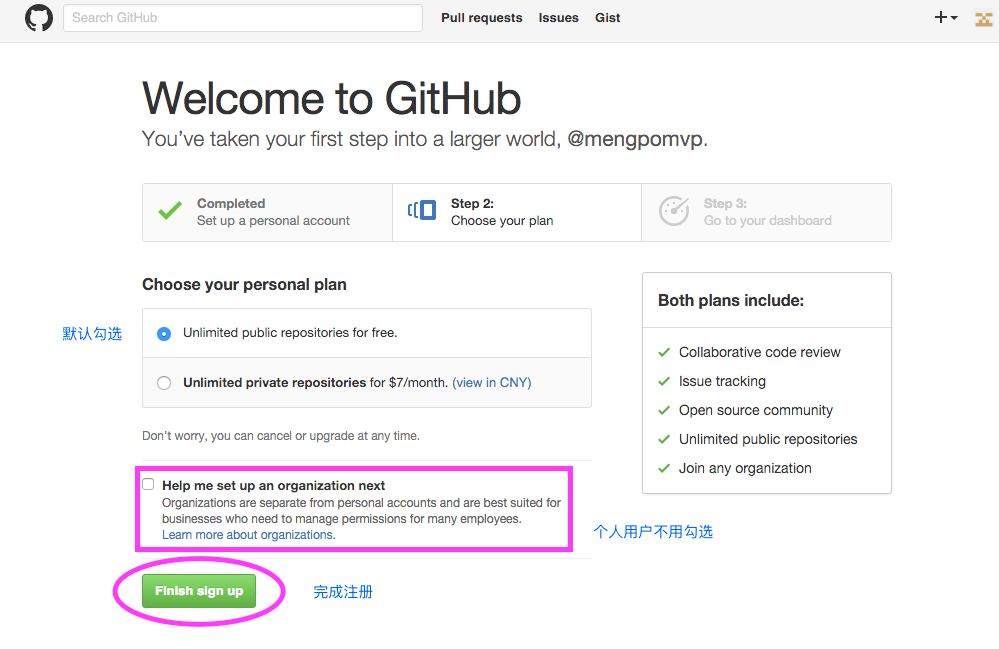 Search GitHub
Pull requests
Issues
Gist
Welcome to GitHub
You've taken your first step into a larger world, @mengpomvp.
Completed
Set up a personal account
Step 2:
Choose your plan
Step 3:
Go to your dashboard
Choose your personal plan
默认勾选
Unlimited public repositories for free.
Unlimited private repositories for $7/month. (view in CNY)
Don't worry, you can cancel or upgrade at any time.
Help me set up an organization next
Organizations are separate from personal accounts and are best suited for
businesses who need to manage permissions for many employees.
Learn more about organizations.
个人用户不用勾选
Finish sign up
完成注册
Both plans include:
Collaborative code review
Issue tracking
Open source community
Unlimited public repositories
Join any organization